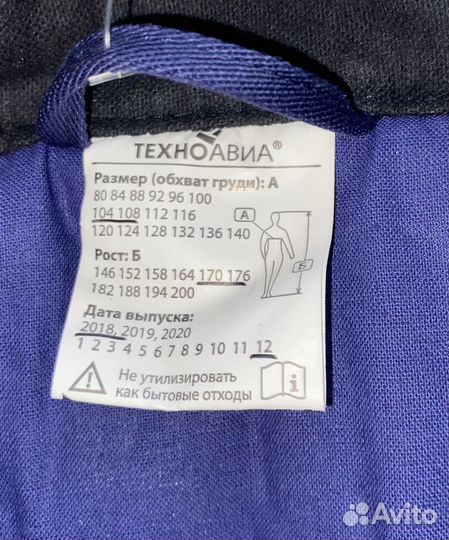 ТЕХНОАВИА®
Размер (обхват груди): А
80 84 88 92 96 100
104 108 112 116
120 124 128 132 136 140
А
Б
Рост: Б
146 152 158 164 170 176
182 188 194 200
Дата выпуска:
2018, 2019, 2020
1 2 3 4 5 6 7 8 9 10 11 12
Не утилизировать
как бытовые отходы
Avito